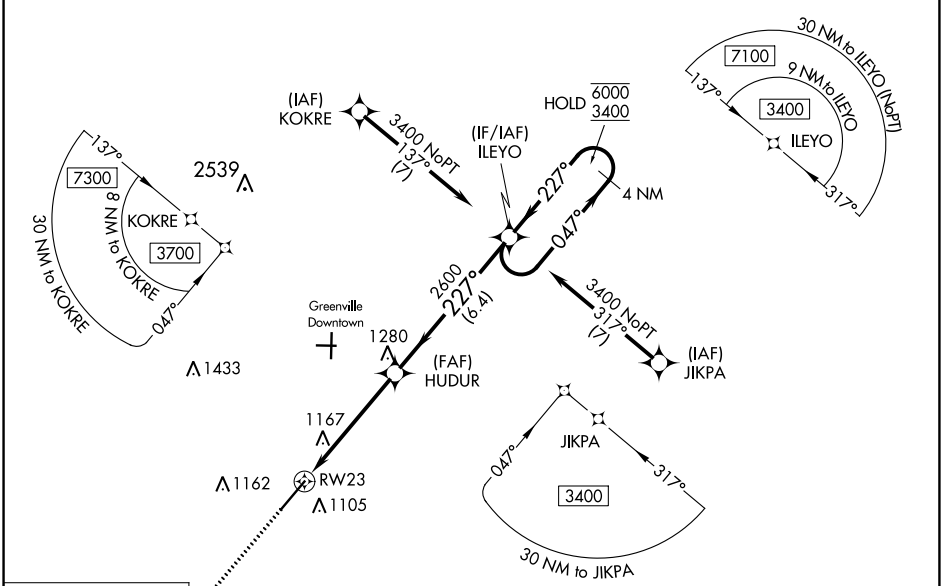 (IAF)
KOKRE
3400 NoPT
137°
(7)
HOLD
6000
3400
(IF/IAF)
ILEYO
227°
047°
4 NM
30 NM to ILEYO (NoPT)
7100
9 NM to ILEYO
137°
3400
ILEYO
317°
137°
7300
2539
KOKRE
8 NM to KOKRE
3700
30 NM to KOKRE
047°
2600
227°
(6.4)
3400 NoPT
317°
(7)
(IAF)
JIKPA
Greenville
Downtown
1280
(FAF)
HUDUR
1433
1167
1162
RW23
1105
JIKPA
047°
317°
3400
30 NM to JIKPA